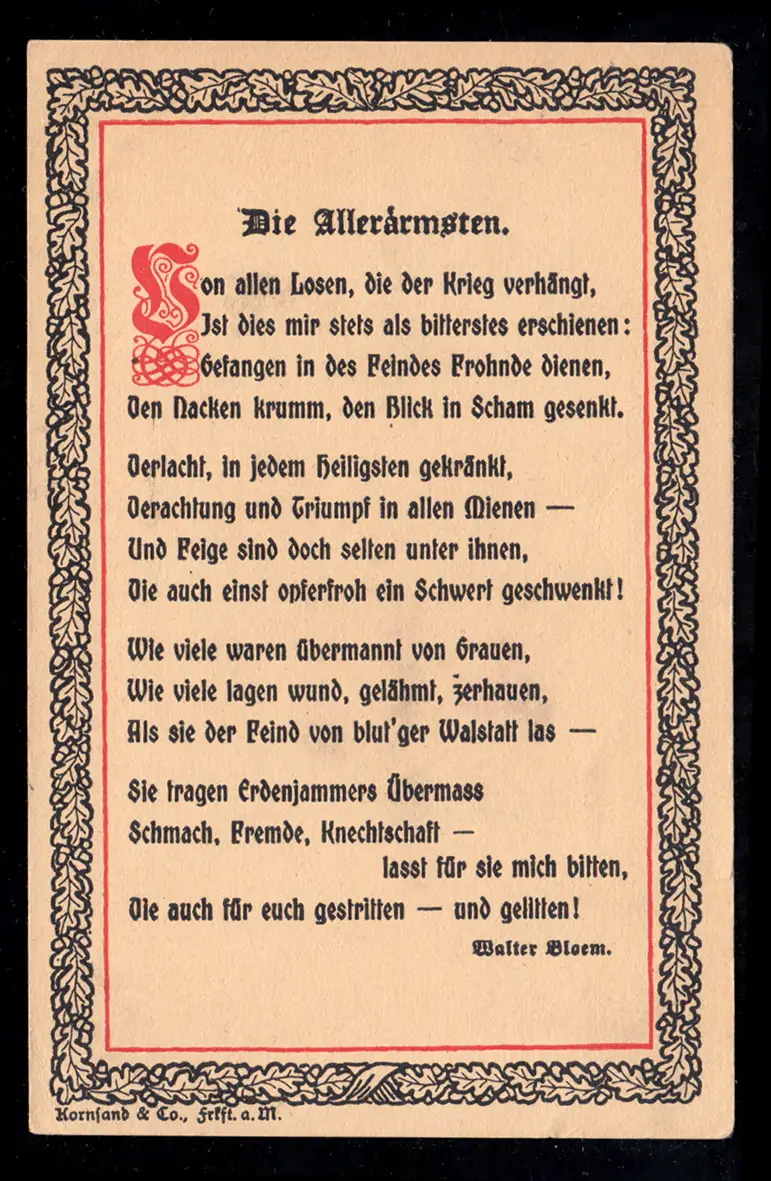 Die Allerärmsten.
Von allen Losen, die der Krieg verhängt,
Ist dies mir stets als bitterstes erschienen:
Gefangen in des Feindes Frohnde dienen,
Den Nacken krumm, den Blick in Scham gesenkt.
Verlacht, in jedem Heiligsten gekränkt,
Verachtung und Triumpf in allen Mienen —
Und Feige sind doch selten unter ihnen,
Die auch einst opferfroh ein Schwert geschwenkt!
Wie viele waren übermannt von Grauen,
Wie viele lagen wund, gelähmt, zerhauen,
Als sie der Feind von blut'ger Walstatt las —
Sie tragen Erdenjammers Übermass
Schmach, Fremde, Knechtschaft —
lasst für sie mich bitten,
Die auch für euch gestritten — und gelitten!
Walter Bloem.
Kornsand & Co., Frkft. a. M.